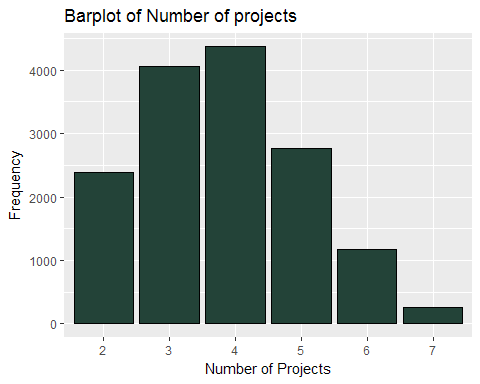 Barplot of Number of projects
Frequency
4000
3000
2000
1000
0
2 3 4 5 6 7
Number of Projects